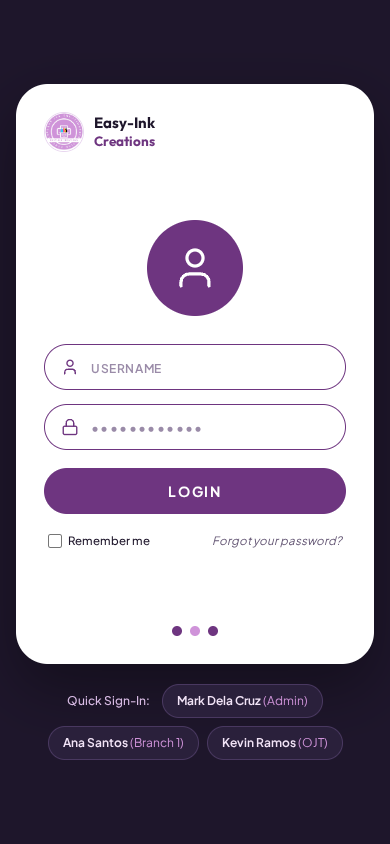 Easy-Ink
Creations
USERNAME
LOGIN
Remember me
Forgot your password?
Quick Sign-In:
Mark Dela Cruz (Admin)
Ana Santos (Branch 1)
Kevin Ramos (OJT)